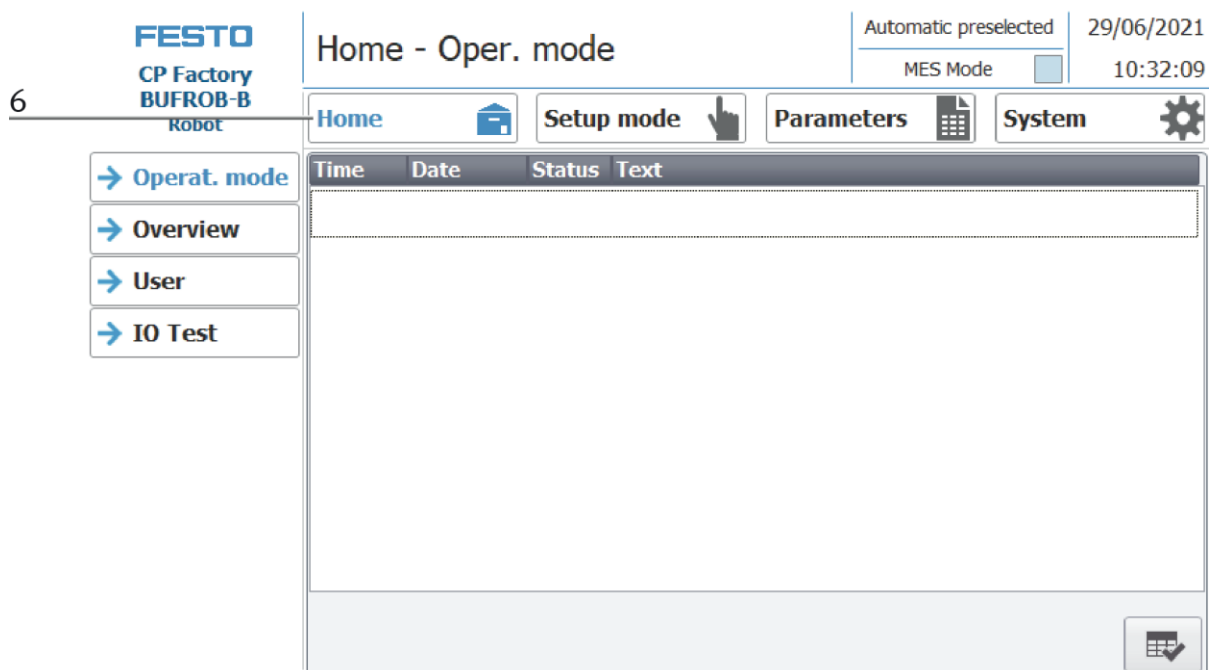 FESTO
CP Factory
BUFROB-B
Robot
Home - Oper. mode
Automatic preselected
MES Mode
29/06/2021
10:32:09
6
Home
Setup mode
Parameters
System
Operat. mode
Overview
User
IO Test
Time Date Status Text